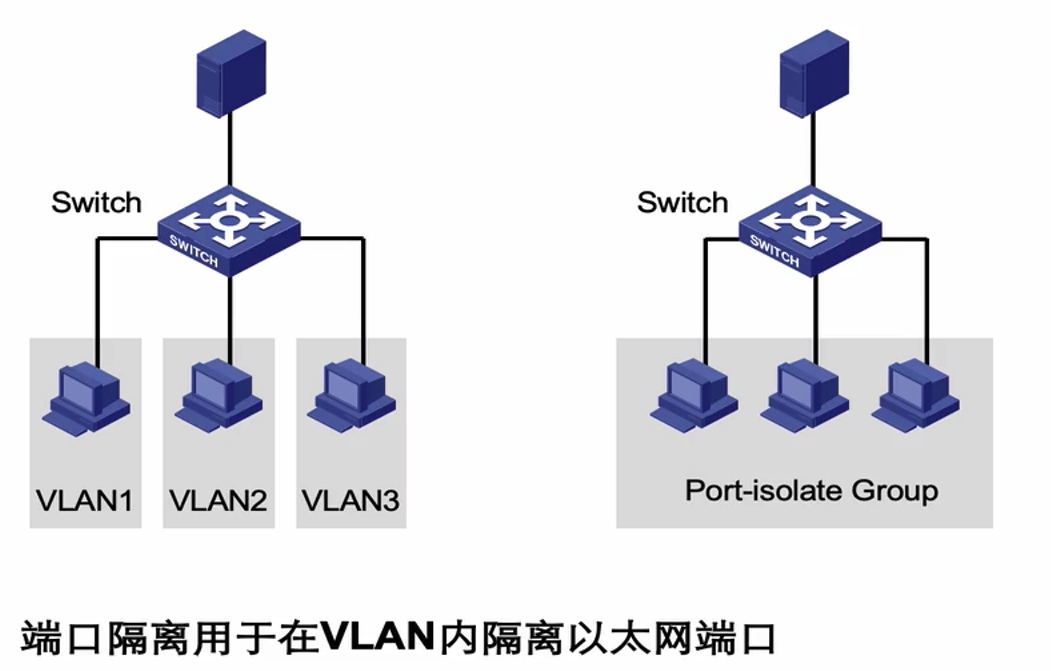 Switch
SWITCH
VLAN1
VLAN2
VLAN3
Switch
SWITCH
Port-isolate Group
端口隔离用于在VLAN内隔离以太网端口